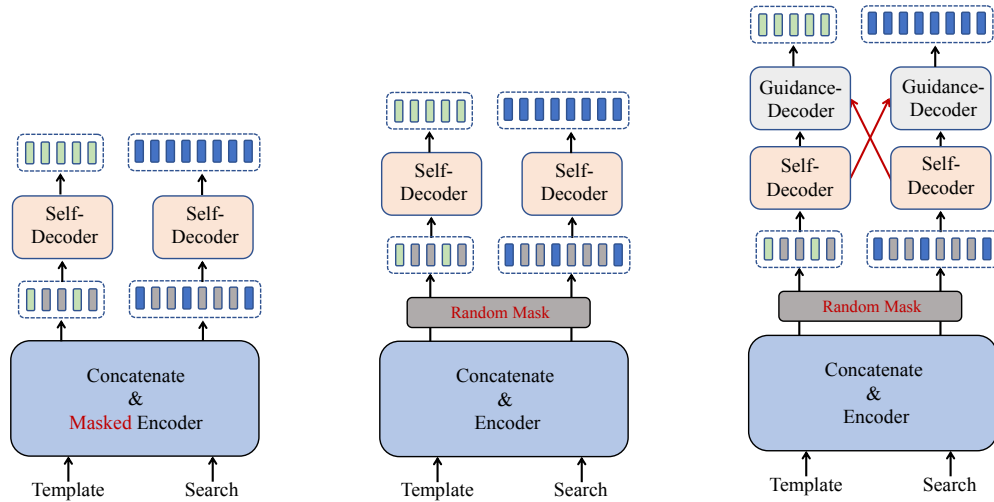 Self-
Decoder
Self-
Decoder
Concatenate
&
Masked Encoder
Template
Search
Self-
Decoder
Self-
Decoder
Random Mask
Concatenate
&
Encoder
Template
Search
Guidance-
Decoder
Guidance-
Decoder
Self-
Decoder
Self-
Decoder
Random Mask
Concatenate
&
Encoder
Template
Search